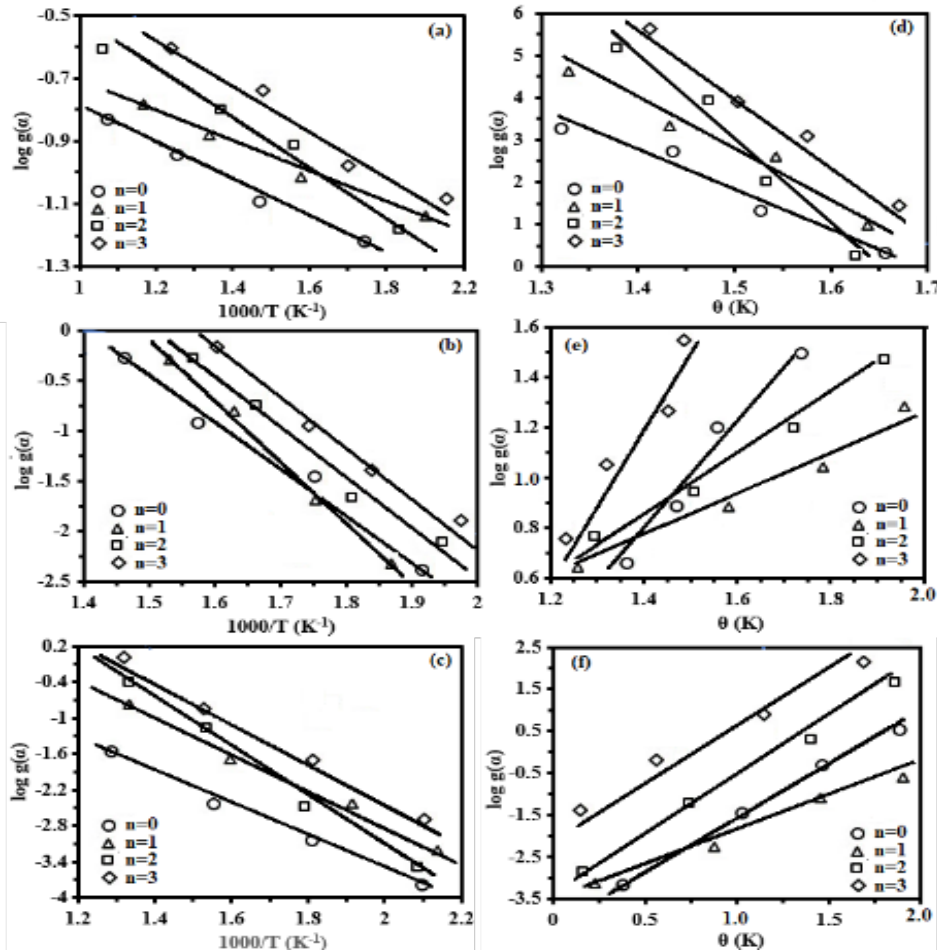 -0.5
(a)
-0.7
-0.9
-1.1
-1.3
log g(α)
n=0
n=1
n=2
n=3
1 1.2 1.4 1.6 1.8 2 2.2
1000/T (K⁻¹)
6
(d)
5
4
3
2
1
0
log g(α)
n=0
n=1
n=2
n=3
1.3 1.4 1.5 1.6 1.7
θ (K)
0
(b)
-0.5
-1
-1.5
-2
-2.5
log g(α)
n=0
n=1
n=2
n=3
1.4 1.5 1.6 1.7 1.8 1.9 2
1000/T (K⁻¹)
1.6
(e)
1.4
1.2
1.0
0.8
0.6
log g(α)
n=0
n=1
n=2
n=3
1.2 1.4 1.6 1.8 2.0
θ (K)
0.2
(c)
-0.4
-1
-1.6
-2.2
-2.8
-3.4
-4
log g(α)
n=0
n=1
n=2
n=3
1.2 1.4 1.6 1.8 2 2.2
1000/T (K⁻¹)
2.5
(f)
1.5
0.5
-0.5
-1.5
-2.5
-3.5
log g(α)
n=0
n=1
n=2
n=3
0 0.5 1.0 1.5 2.0
θ (K)